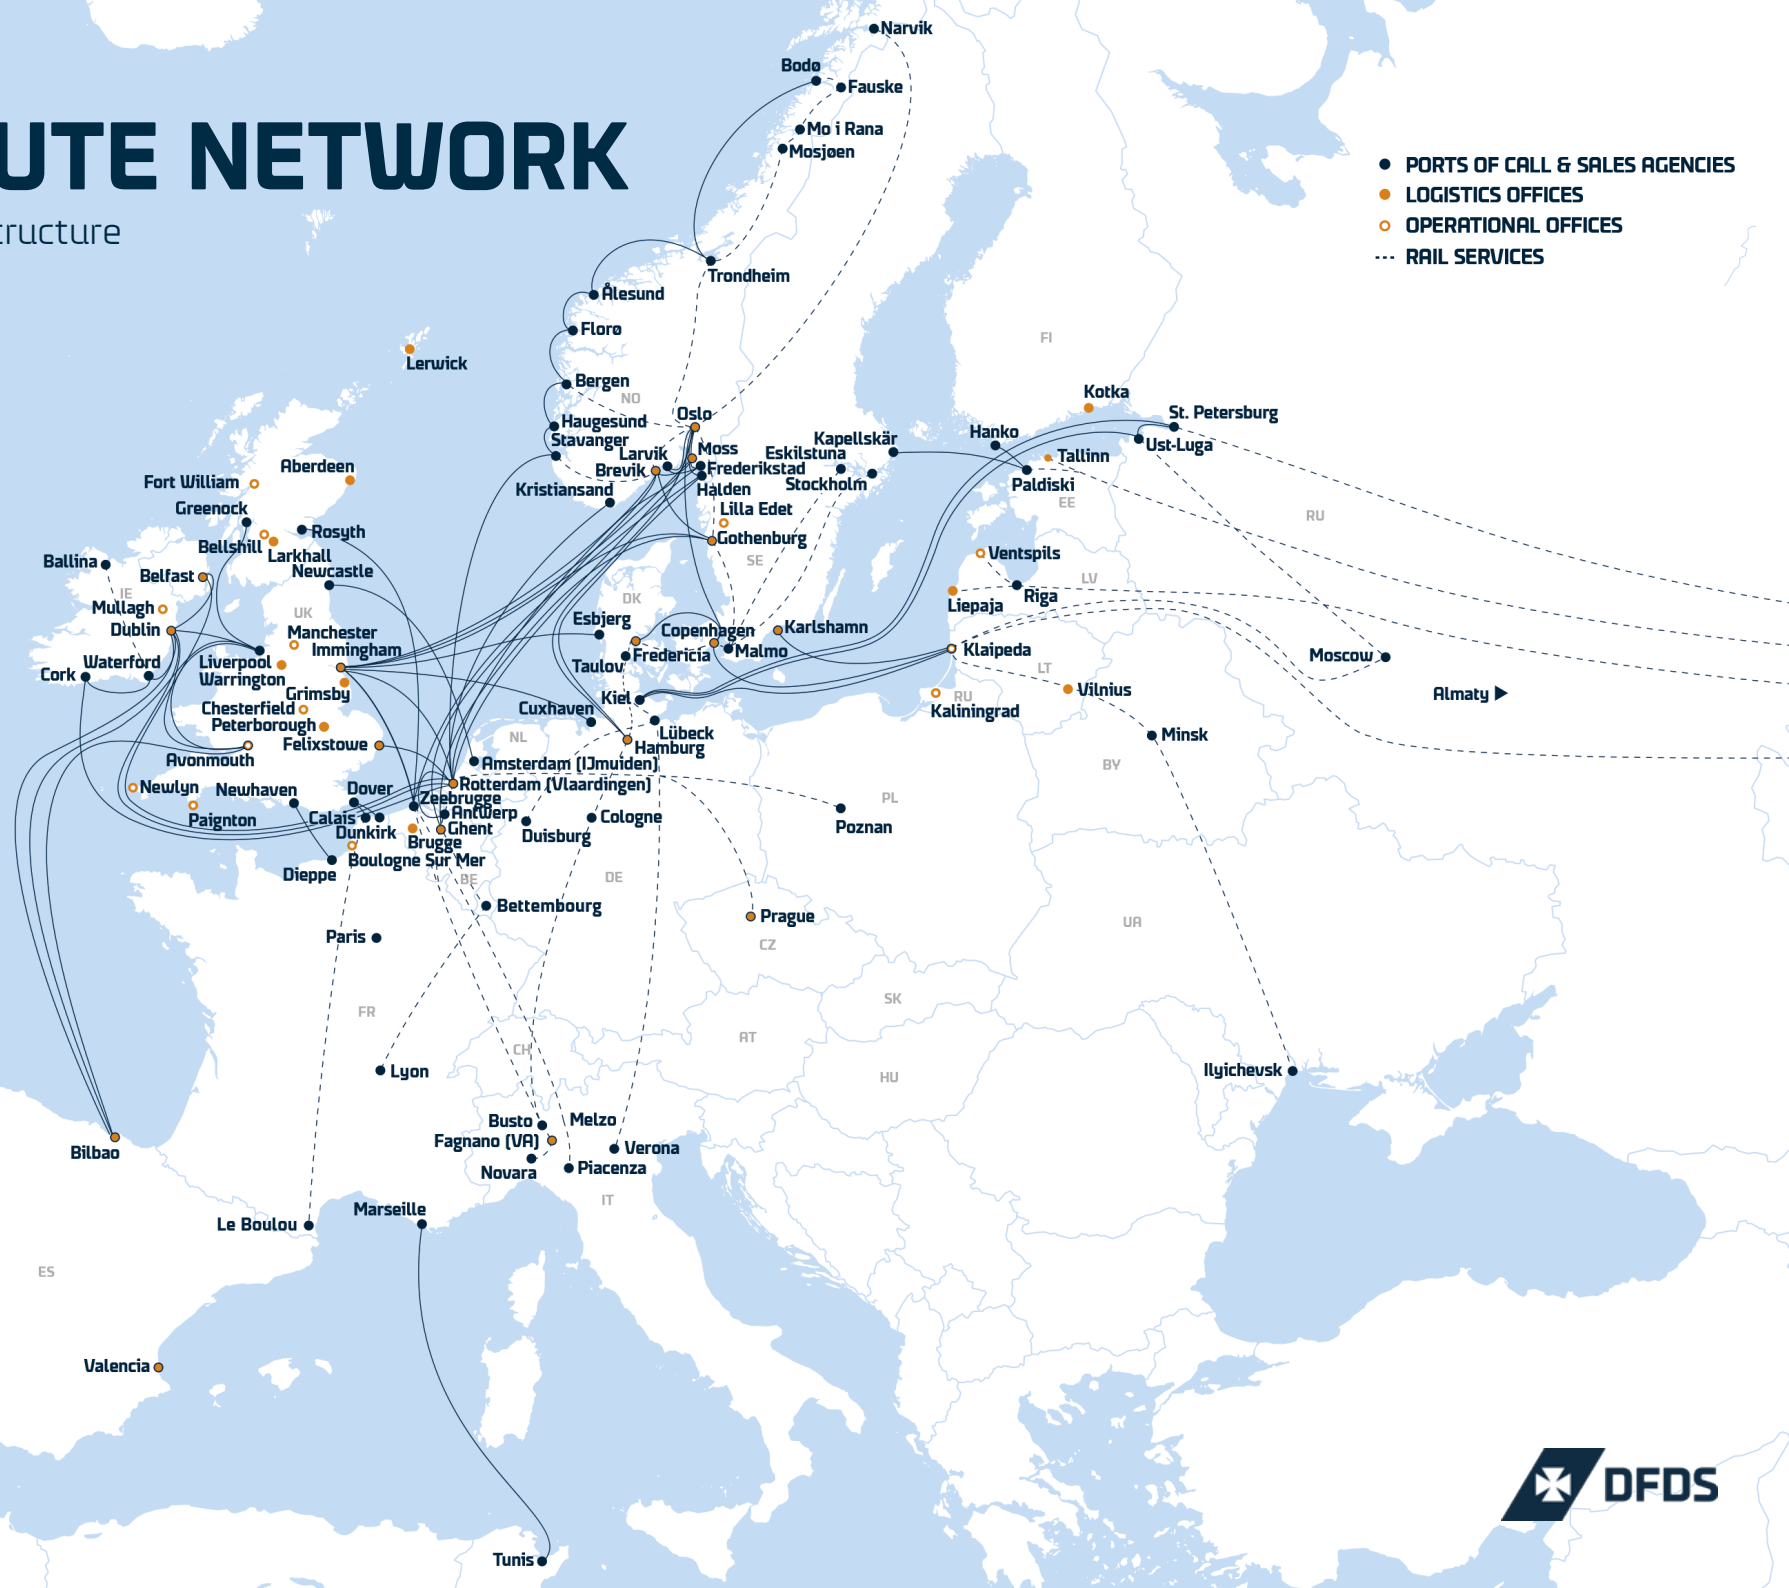 UTE NETWORK
tructure
PORTS OF CALL & SALES AGENCIES
LOGISTICS OFFICES
OPERATIONAL OFFICES
RAIL SERVICES
Narvik
Bodø
Fauske
Mo i Rana
Mosjøen
Trondheim
Ålesund
Florø
FI
Lerwick
Bergen
NO
Kotka
Oslo
St. Petersburg
Haugesund
Stavanger
Hanko
Kapellskär
Ust-Luga
Moss
Larvik
Eskilstuna
Tallinn
Brevik
Frederikstad
Aberdeen
Fort William
Stockholm
Paldiski
Kristiansand
Halden
EE
Greenock
Lilla Edet
RU
Rosyth
Gothenburg
Bellshill
Larkhall
Ventspils
Ballina
SE
Newcastle
Belfast
LV
IE
DK
Riga
Mullagh
UK
Liepaja
Esbjerg
Dublin
Manchester
Copenhagen
Karlshamn
Immingham
Klaipeda
Malmo
Fredericia
Moscow
Waterford
Liverpool
Taulov
LT
Cork
Warrington
Grimsby
Vilnius
Almaty
Kiel
RU
Chesterfield
Cuxhaven
Kaliningrad
Peterborough
Lübeck
NL
Minsk
Felixstowe
Hamburg
Avonmouth
Amsterdam (IJmuiden)
BY
Rotterdam (Vlaardingen)
Newlyn
Newhaven
Dover
Zeebrugge
PL
Antwerp
Paignton
Calais
Cologne
Poznan
Dunkirk
Ghent
Duisburg
Brugge
Boulogne Sur Mer
Dieppe
BE
DE
Bettembourg
Prague
UA
Paris
CZ
SK
FR
AT
CH
Lyon
HU
Ilyichevsk
Busto
Melzo
Fagnano (VA)
Verona
Bilbao
Novara
Piacenza
IT
Marseille
Le Boulou
ES
Valencia
DFDS
Tunis